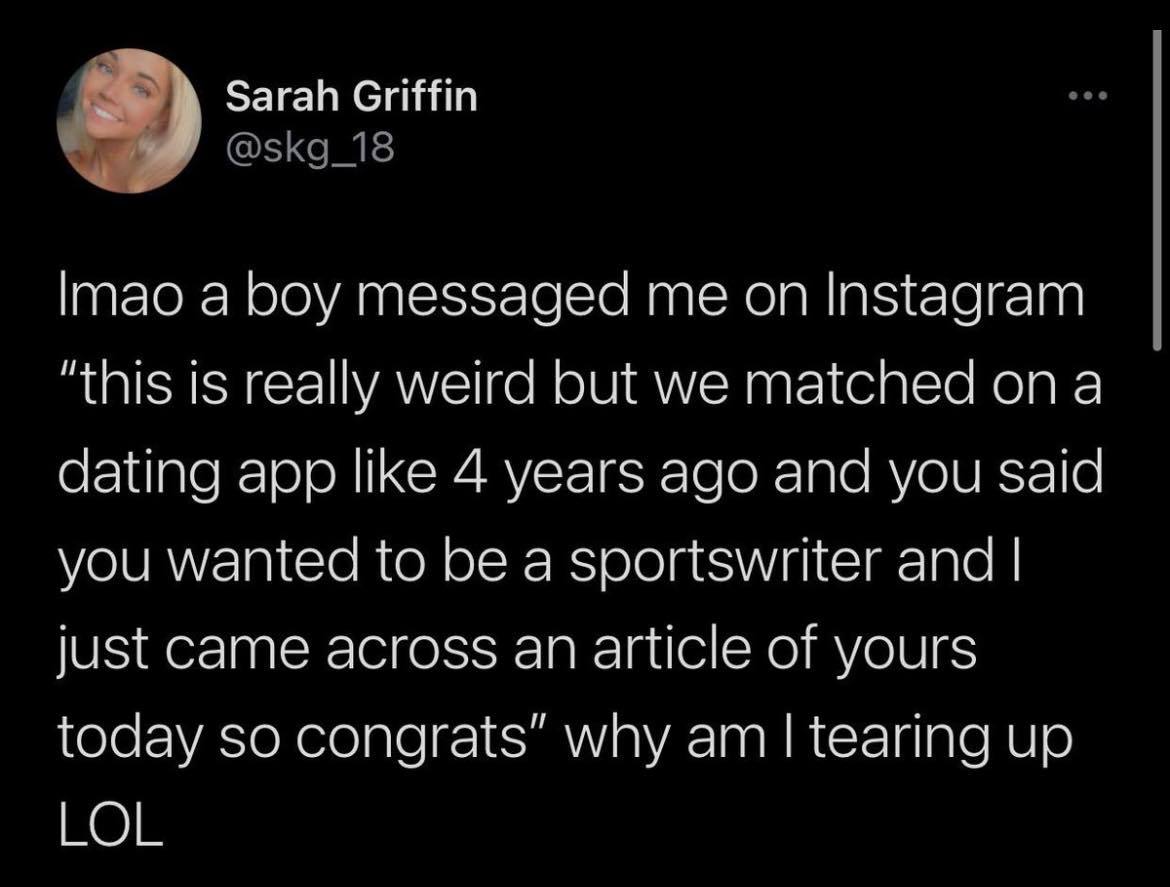 Sarah Griffin
@skg_18
lmao a boy messaged me on Instagram
“this is really weird but we matched on a
dating app like 4 years ago and you said
you wanted to be a sportswriter and I
just came across an article of yours
today so congrats” why am I tearing up
LOL